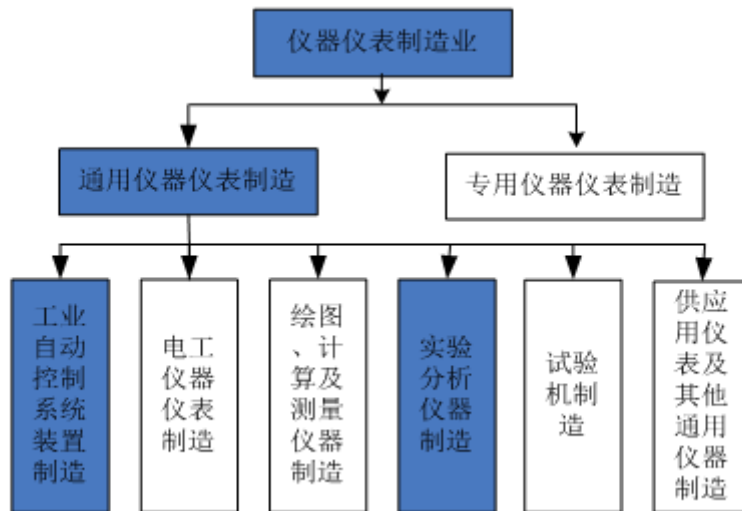 仪器仪表制造业
通用仪器仪表制造
专用仪器仪表制造
工业
自动
控制
系统
装置
制造
电工
仪器
仪表
制造
绘图
、计
算及
测量
仪器
制造
实验
分析
仪器
制造
试验
机制
造
供应
用仪
表及
其他
通用
仪器
制造